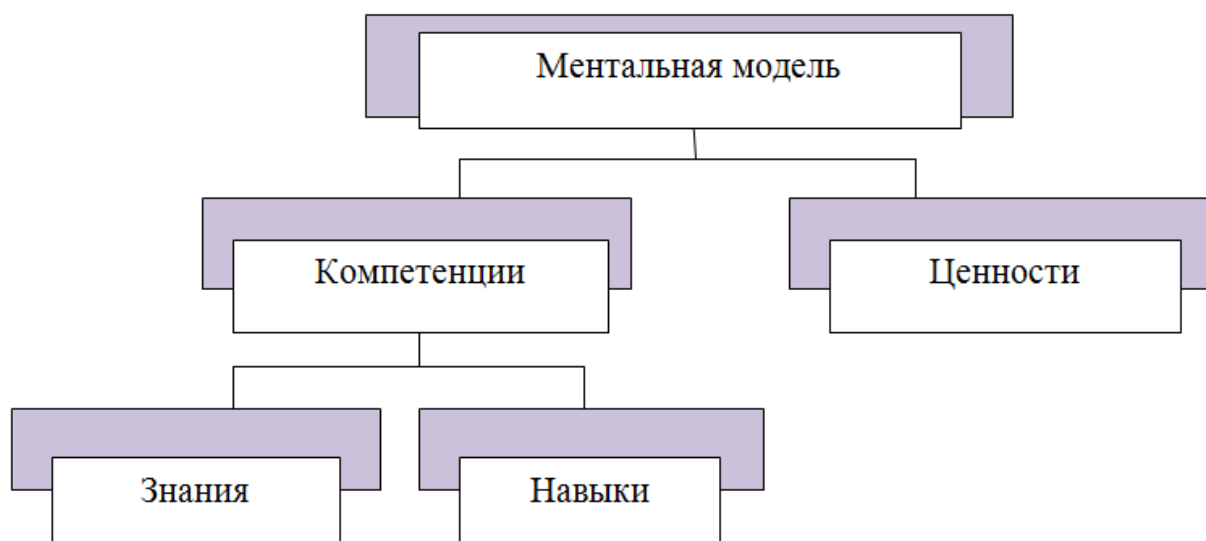 Ментальная модель
Компетенции
Ценности
Знания
Навыки